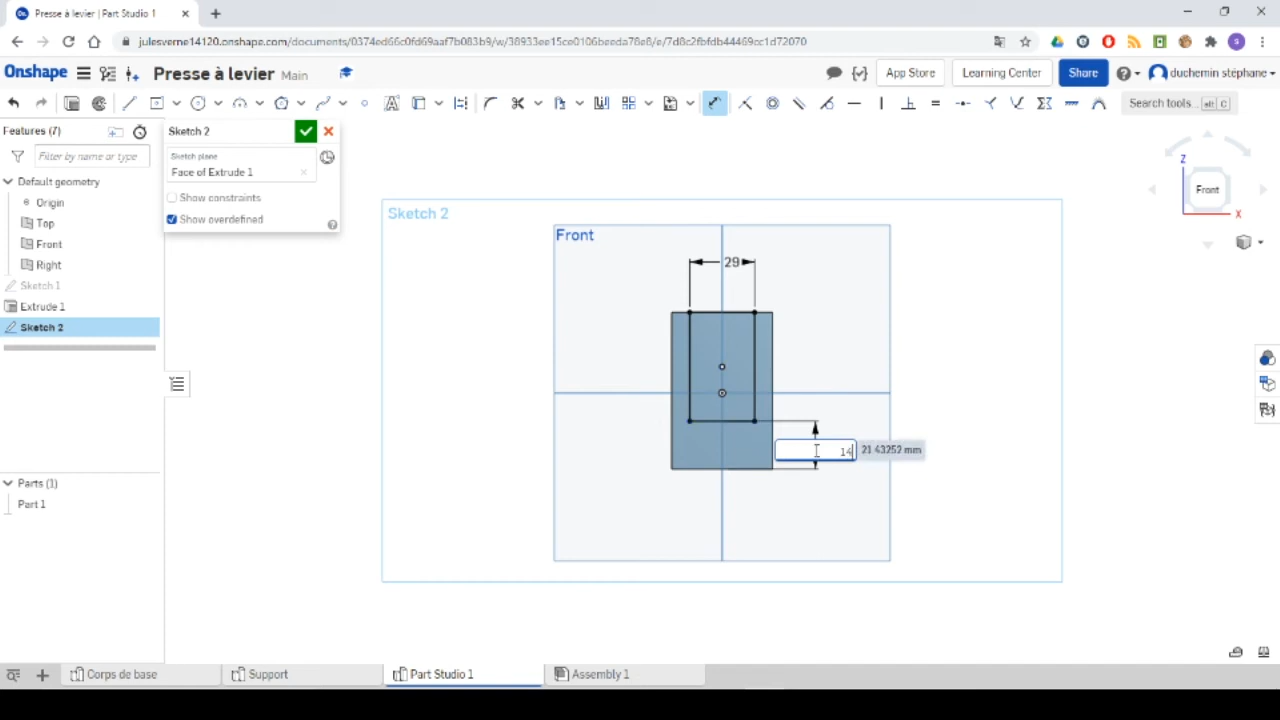 Presse à levier | Part Studio 1
julesverne14120.onshape.com/documents/0374ed66c0fd69aaf7b083b9/w/38933ee15ce0106beeda78e8/e/7d8c2fbfdb44469cc1d72070
Onshape Presse à levier Main App Store Learning Center Share duchemin stéphane
Search tools... alt C
Features (7)
Filter by name or type
Default geometry
Origin
Top
Front
Right
Sketch 1
Extrude 1
Sketch 2
Sketch 2
Sketch plane
Face of Extrude 1
Show constraints
Show overdefined
Sketch 2
Front
29
14 21.43252 mm
Z
Front
X
Parts (1)
Part 1
Corps de base Support Part Studio 1 Assembly 1